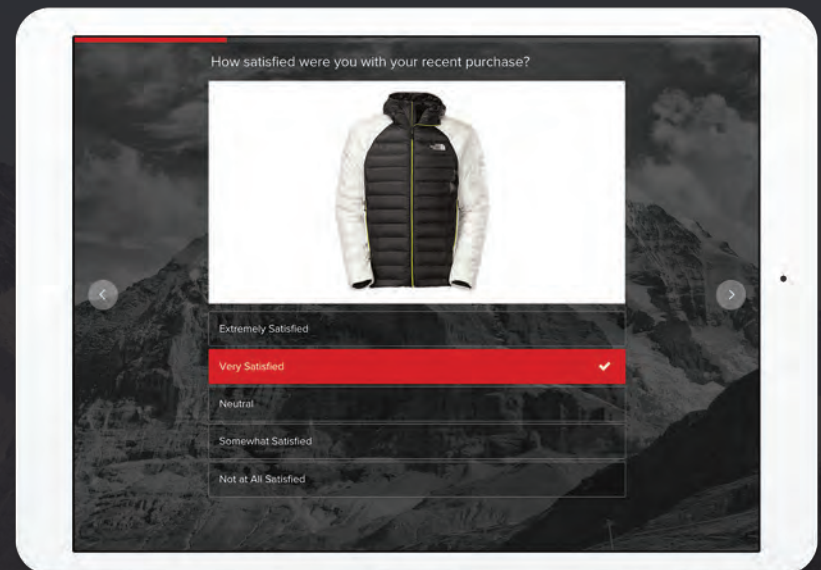 How satisfied were you with your recent purchase?
Extremely Satisfied
Very Satisfied
Neutral
Somewhat Satisfied
Not at All Satisfied